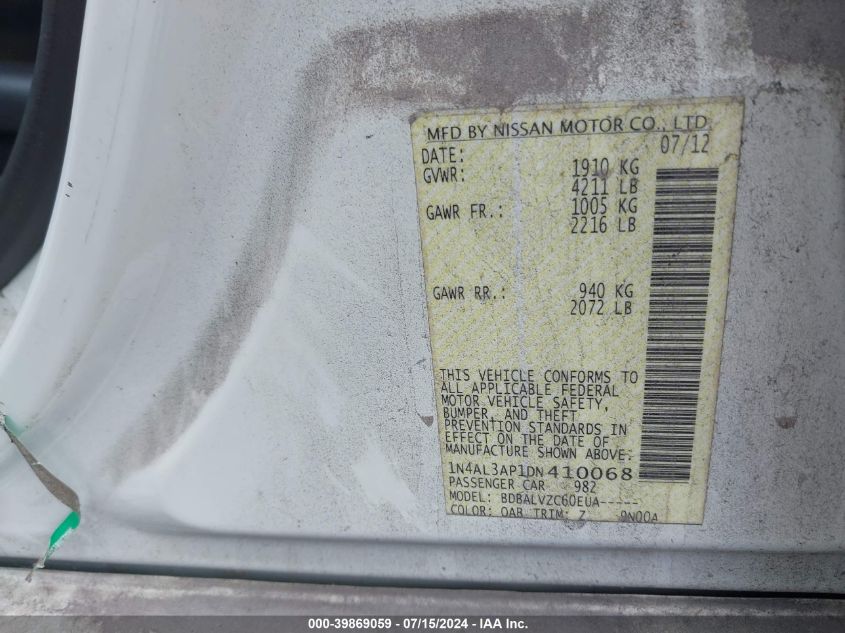 MFD BY NISSAN MOTOR CO., LTD
DATE: 07/12
GVWR: 1910 KG
4211 LB
GAWR FR.: 1005 KG
2216 LB
GAWR RR.: 940 KG
2072 LB
THIS VEHICLE CONFORMS TO
ALL APPLICABLE FEDERAL
MOTOR VEHICLE SAFETY,
BUMPER, AND THEFT
PREVENTION STANDARDS IN
EFFECT ON THE DATE OF
MANUFACTURE SHOWN ABOVE:
1N4AL3AP1DN410068
PASSENGER CAR 982
MODEL: BDBALVZC60EUA-----
COLOR: QAB TRIM: Z
000-39869059 - 07/15/2024 - IAA Inc.